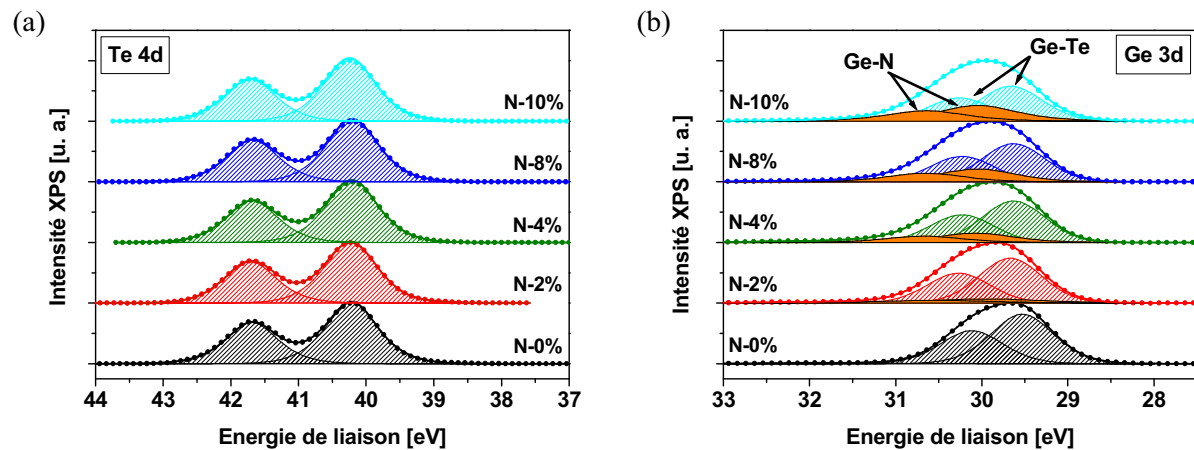 (a)
Te 4d
N-10%
N-8%
N-4%
N-2%
N-0%
Intensité XPS [u. a.]
44 43 42 41 40 39 38 37
Energie de liaison [eV]
(b)
Ge 3d
Ge-Te
Ge-N
N-10%
N-8%
N-4%
N-2%
N-0%
Intensité XPS [u. a.]
33 32 31 30 29 28
Energie de liaison [eV]